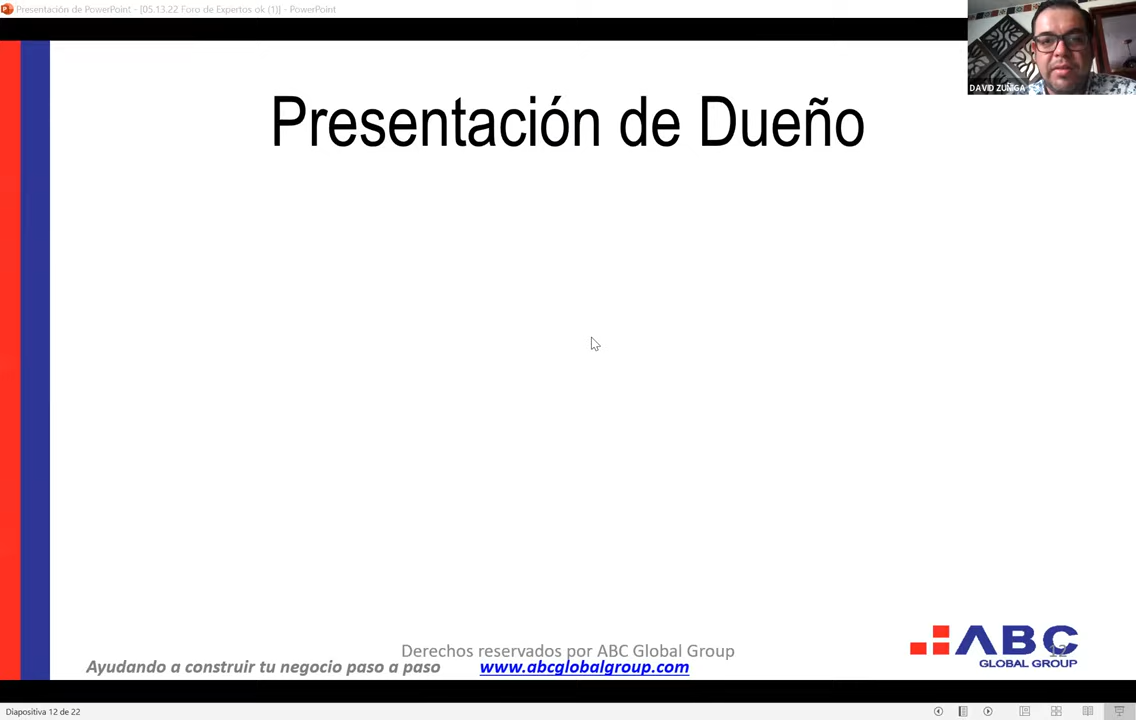 Presentación de PowerPoint - [05.13.22 Foro de Expertos ok (1)] - PowerPoint
DAVID ZUÑIGA
Presentación de Dueño
Derechos reservados por ABC Global Group
Ayudando a construir tu negocio paso a paso
www.abcglobalgroup.com
ABC
12
GLOBAL GROUP
Diapositiva 12 de 22